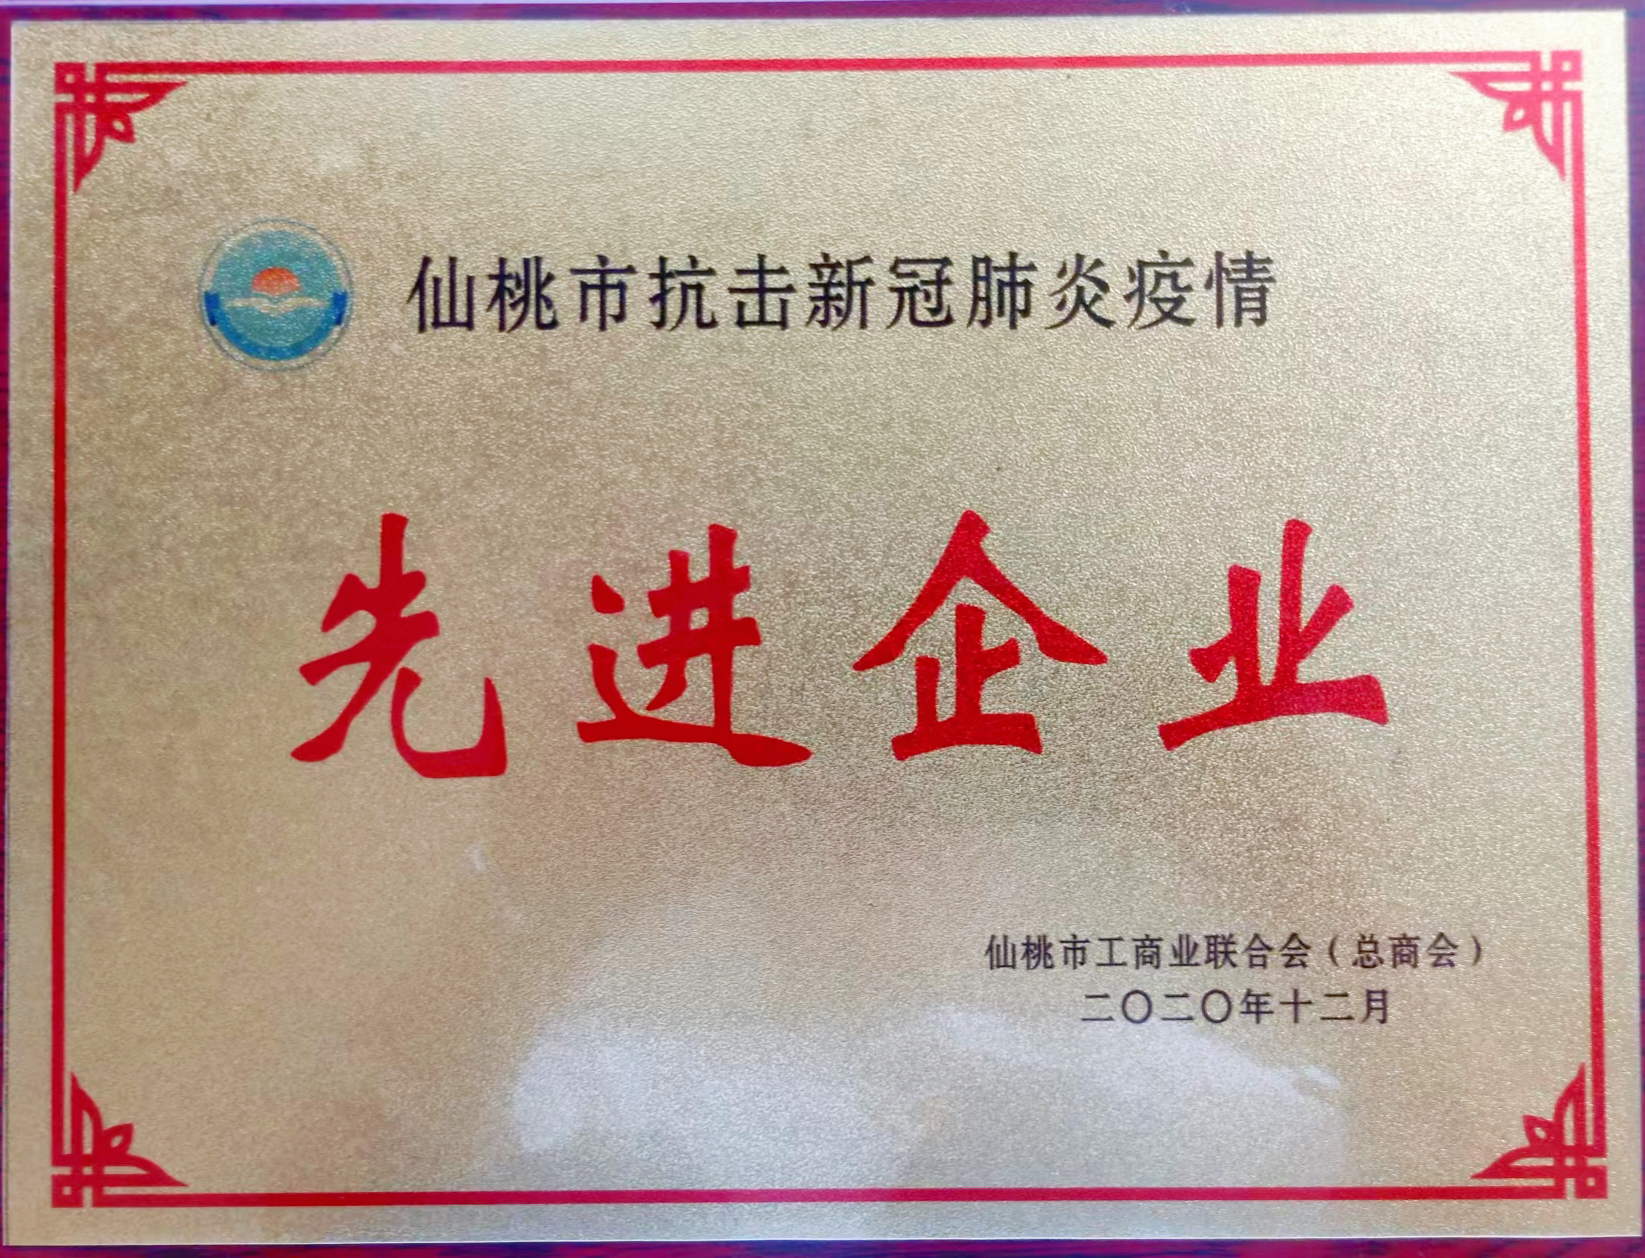 仙桃市抗击新冠肺炎疫情
先进企业
仙桃市工商业联合会（总商会）
二〇二〇年十二月